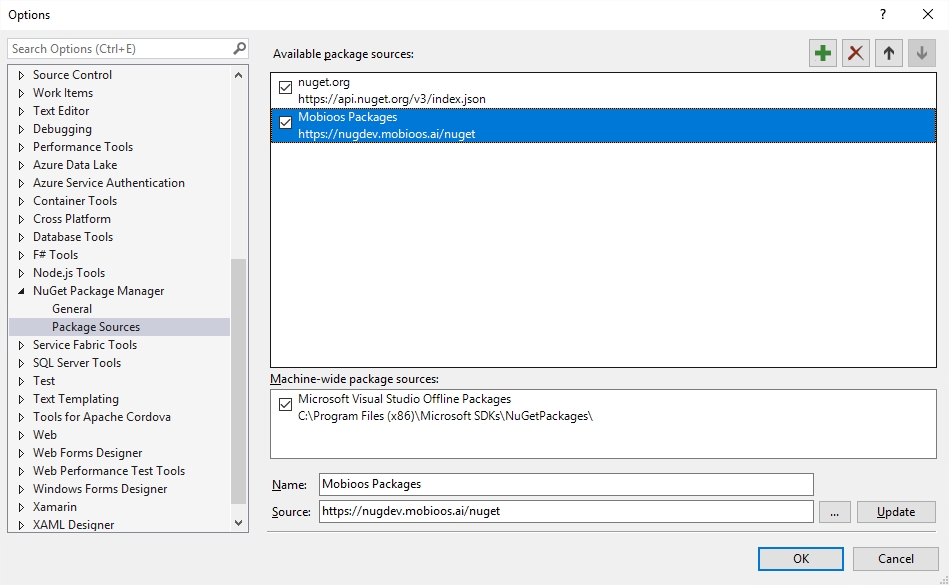 Options
?
Search Options (Ctrl+E)
Source Control
Work Items
Text Editor
Debugging
Performance Tools
Azure Data Lake
Azure Service Authentication
Container Tools
Cross Platform
Database Tools
F# Tools
Node.js Tools
NuGet Package Manager
General
Package Sources
Service Fabric Tools
SQL Server Tools
Test
Text Templating
Tools for Apache Cordova
Web
Web Forms Designer
Web Performance Test Tools
Windows Forms Designer
Xamarin
XAML Designer
Available package sources:
nuget.org
https://api.nuget.org/v3/index.json
Mobioos Packages
https://nugdev.mobioos.ai/nuget
Machine-wide package sources:
Microsoft Visual Studio Offline Packages
C:\Program Files (x86)\Microsoft SDKs\NuGetPackages\
Name: Mobioos Packages
Source: https://nugdev.mobioos.ai/nuget ... Update
OK Cancel